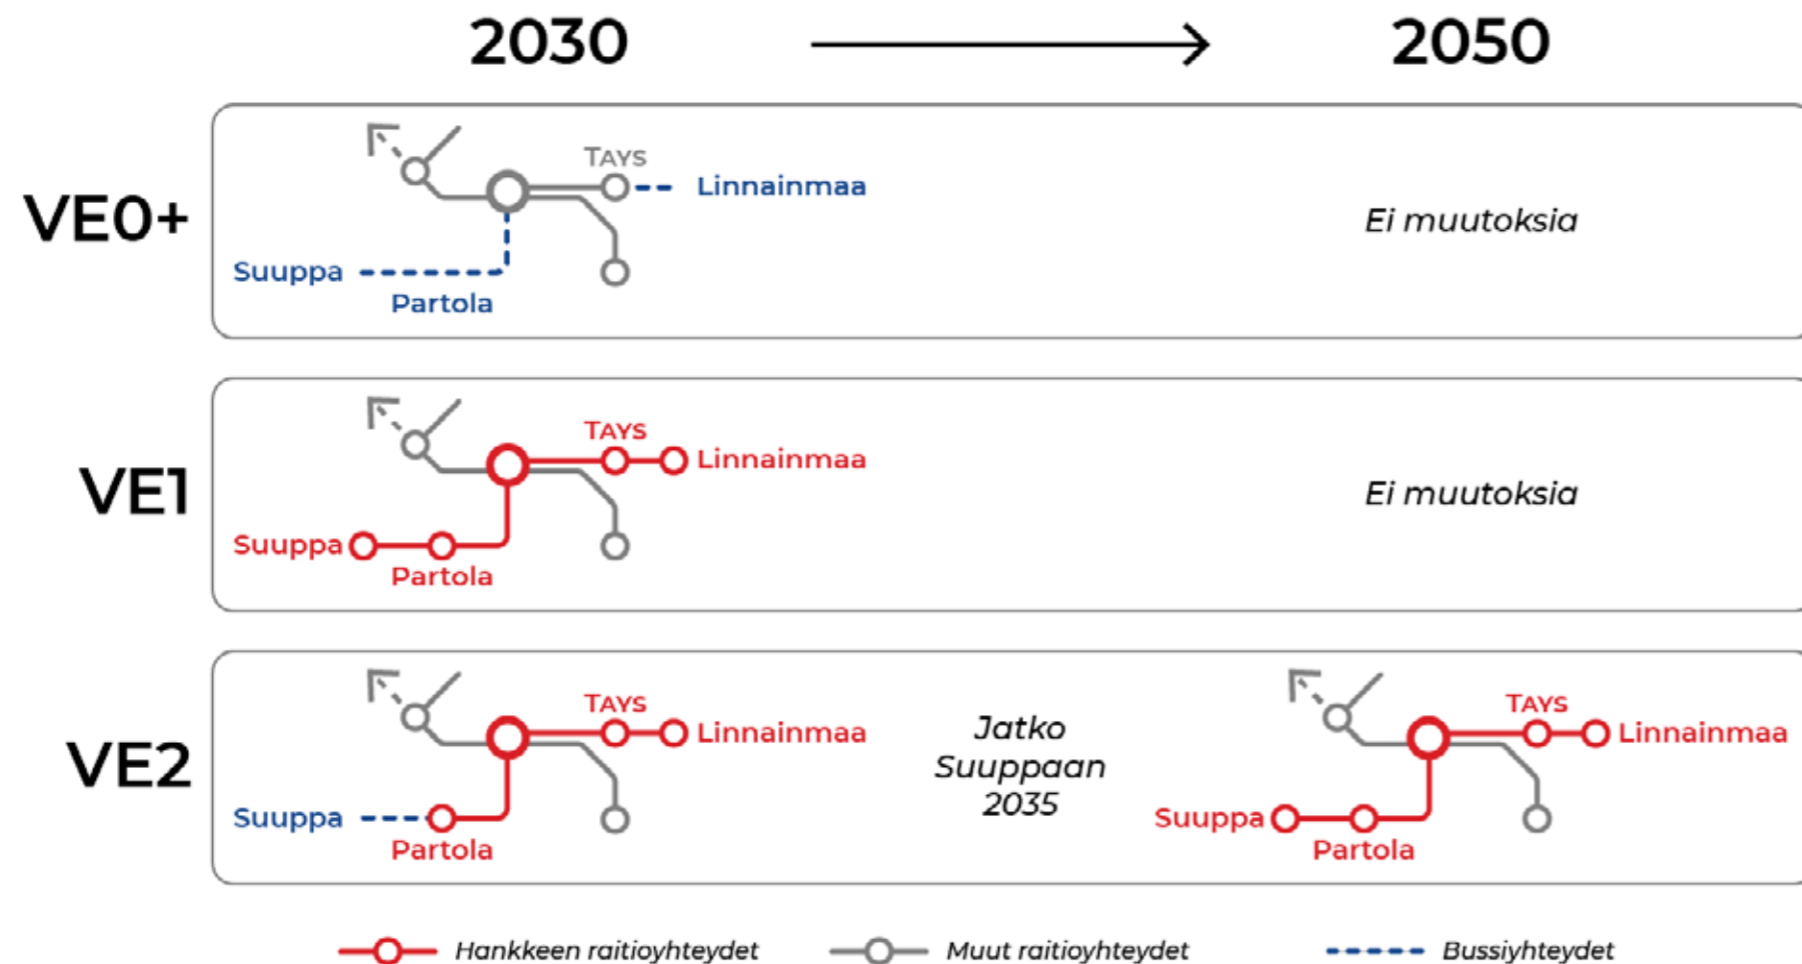 2030
2050
VE0+
TAYS
Linnainmaa
Suuppa
Partola
Ei muutoksia
VE1
TAYS
Linnainmaa
Suuppa
Partola
Ei muutoksia
VE2
TAYS
Linnainmaa
Suuppa
Partola
Jatko
Suuppaan
2035
TAYS
Linnainmaa
Suuppa
Partola
Hankkeen raitioyhteydet
Muut raitioyhteydet
Bussiyhteydet